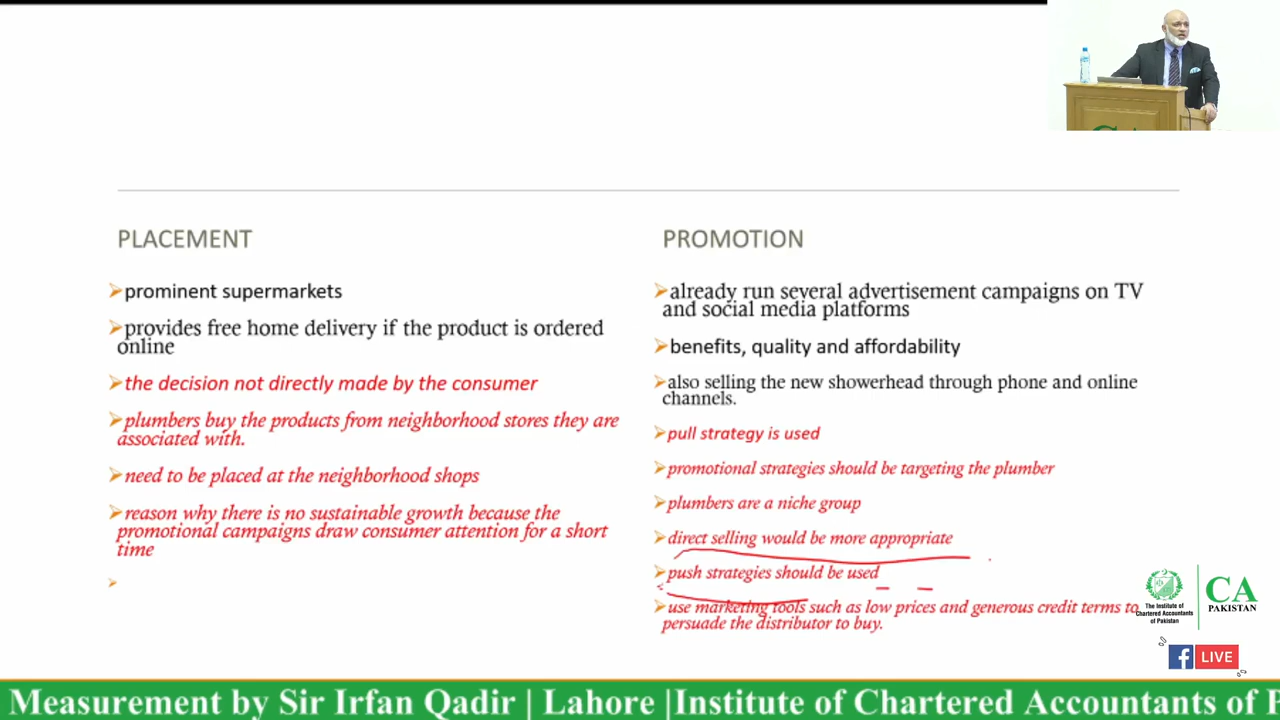 PLACEMENT
prominent supermarkets
provides free home delivery if the product is ordered
online
the decision not directly made by the consumer
plumbers buy the products from neighborhood stores they are
associated with.
need to be placed at the neighborhood shops
reason why there is no sustainable growth because the
promotional campaigns draw consumer attention for a short
time
PROMOTION
already run several advertisement campaigns on TV
and social media platforms
benefits, quality and affordability
also selling the new showerhead through phone and online
channels.
pull strategy is used
promotional strategies should be targeting the plumber
plumbers are a niche group
direct selling would be more appropriate
push strategies should be used
use marketing tools such as low prices and generous credit terms to
persuade the distributor to buy.
The Institute of
Chartered Accountants
of Pakistan
CA
PAKISTAN
f LIVE
Measurement by Sir Irfan Qadir | Lahore |Institute of Chartered Accountants of